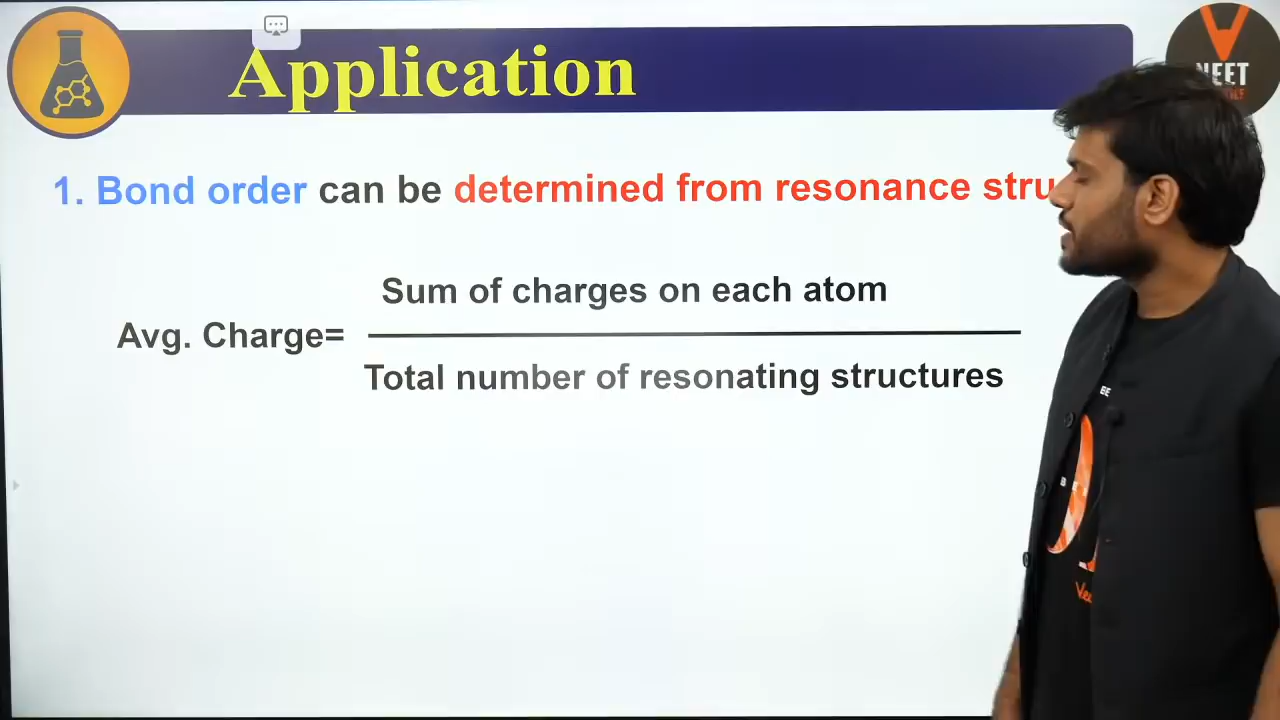 Application
NEET
1. Bond order can be determined from resonance stru
Sum of charges on each atom
Avg. Charge=
Total number of resonating structures